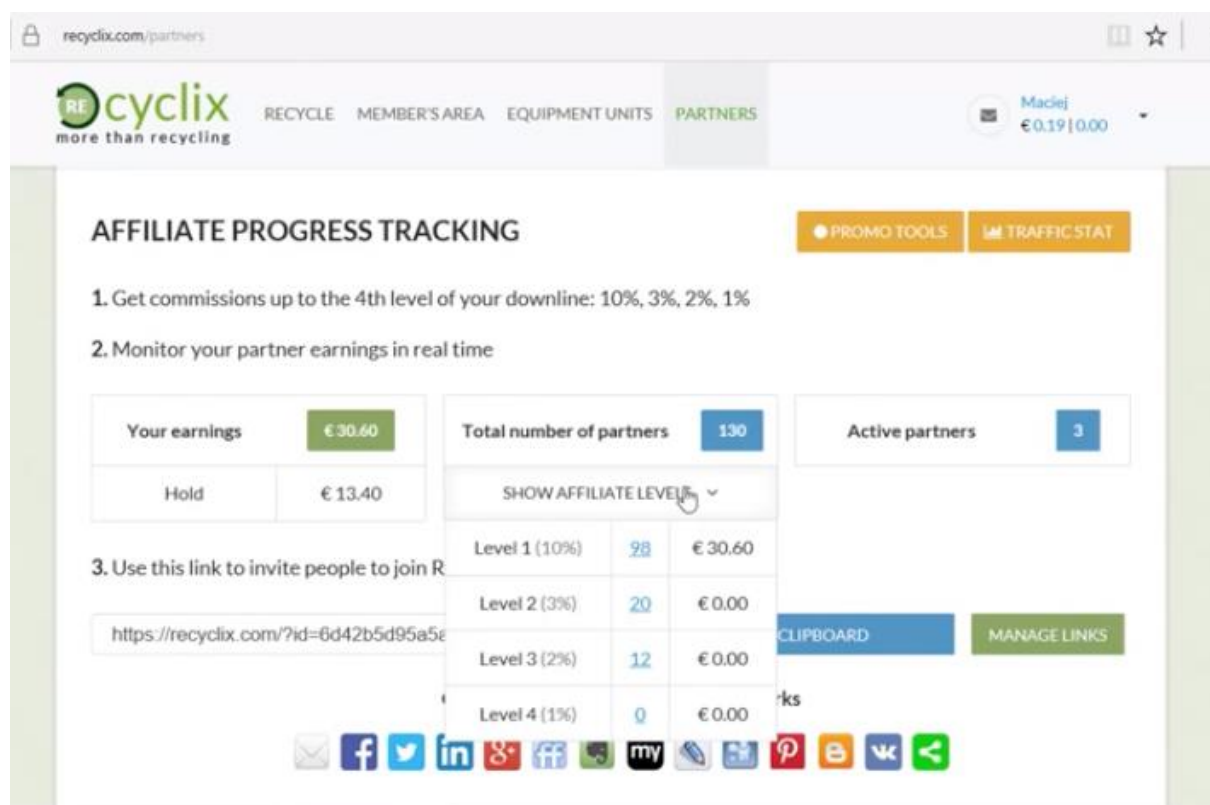 recyclix.com/partners
REcyclix
more than recycling
RECYCLE MEMBER'S AREA EQUIPMENT UNITS PARTNERS
Maciej
€ 0.19 | 0.00
AFFILIATE PROGRESS TRACKING
PROMO TOOLS
TRAFFIC STAT
1. Get commissions up to the 4th level of your downline: 10%, 3%, 2%, 1%
2. Monitor your partner earnings in real time
Your earnings € 30.60
Total number of partners 130
Active partners 3
Hold € 13.40
SHOW AFFILIATE LEVELS
Level 1 (10%) 98 € 30.60
3. Use this link to invite people to join R
Level 2 (3%) 20 € 0.00
https://recyclix.com/?id=6d42b5d95a5a
CLIPBOARD
MANAGE LINKS
Level 3 (2%) 12 € 0.00
Level 4 (1%) 0 € 0.00
rks
my